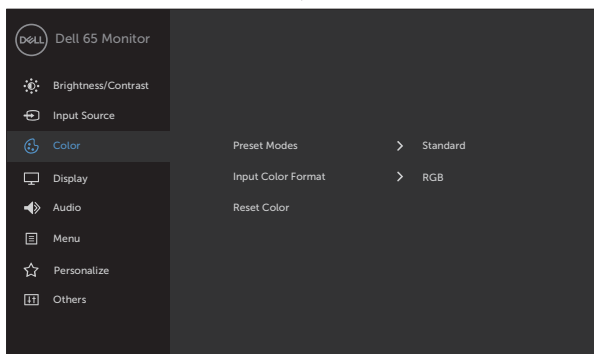 DELL
Dell 65 Monitor
Brightness/Contrast
Input Source
Color
Preset Modes
Standard
Display
Input Color Format
RGB
Audio
Reset Color
Menu
Personalize
Others